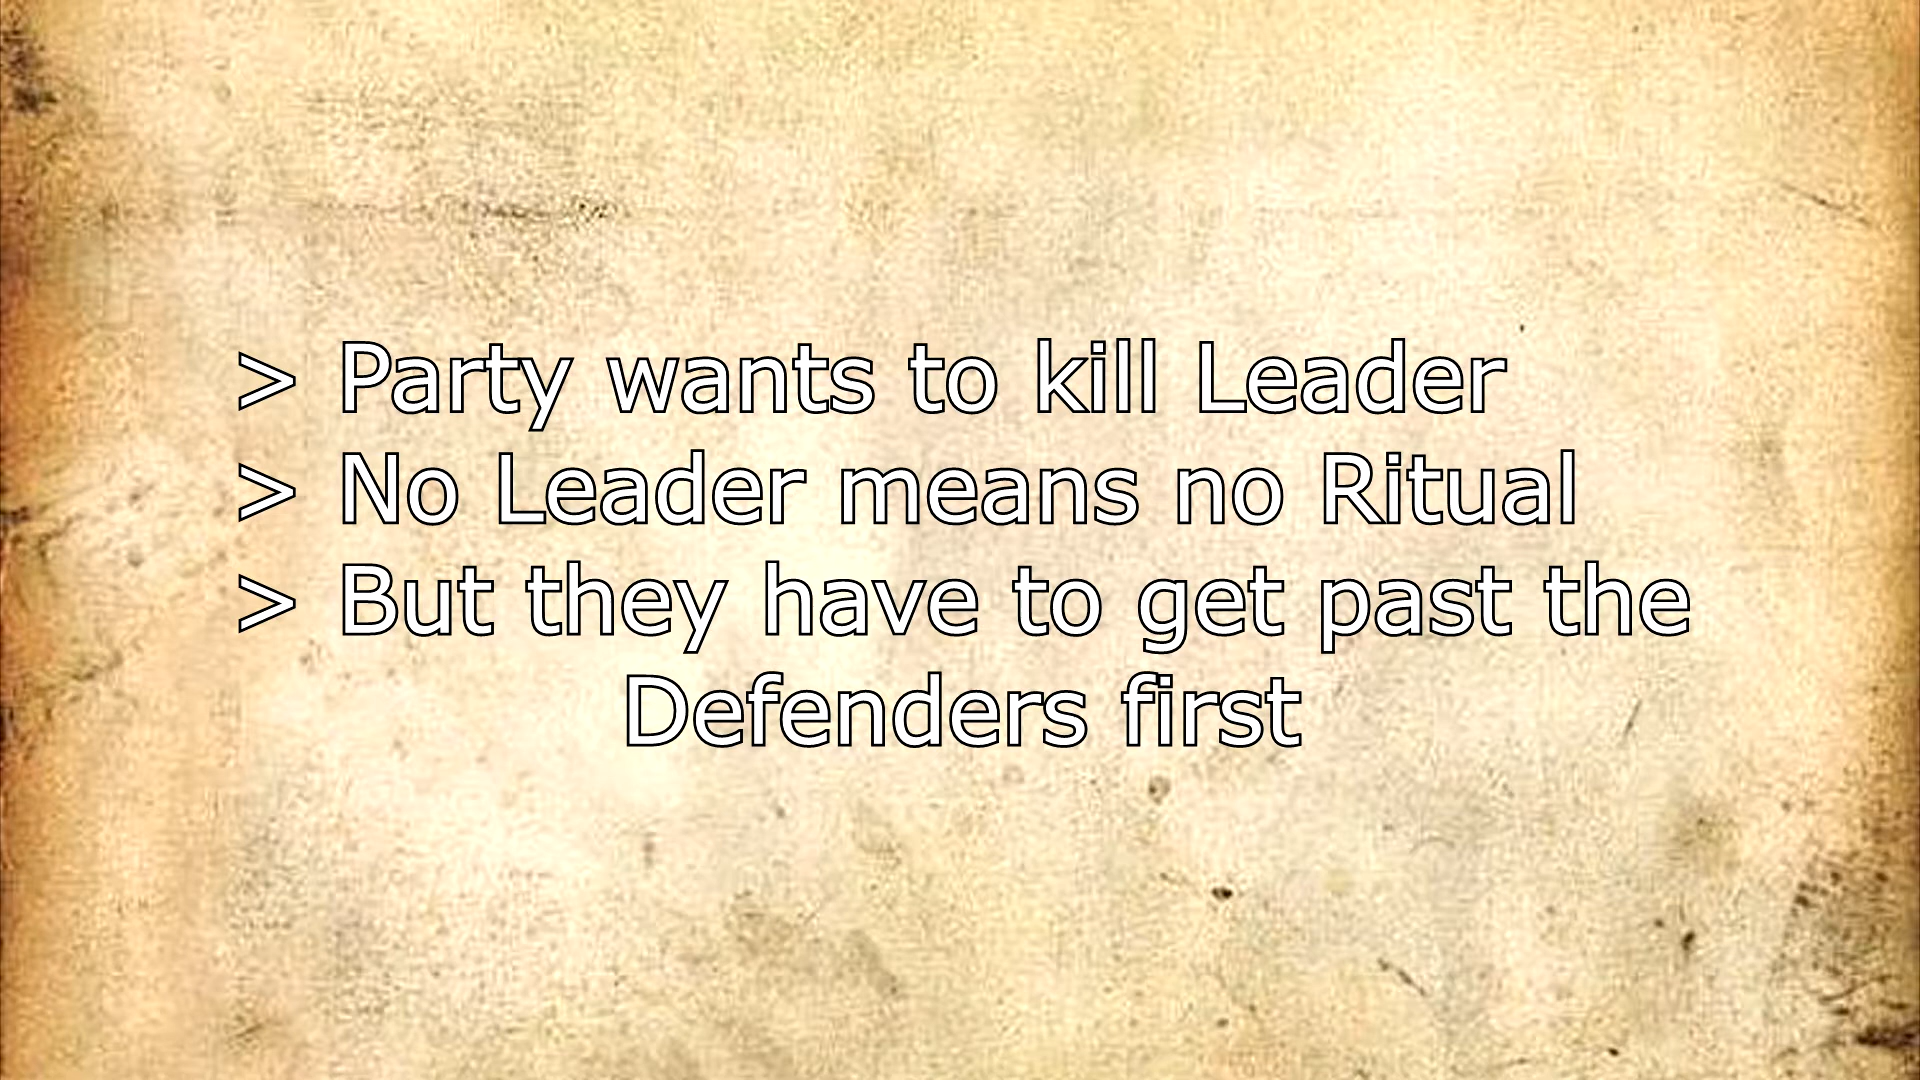 > Party wants to kill Leader
> No Leader means no Ritual
> But they have to get past the
Defenders first